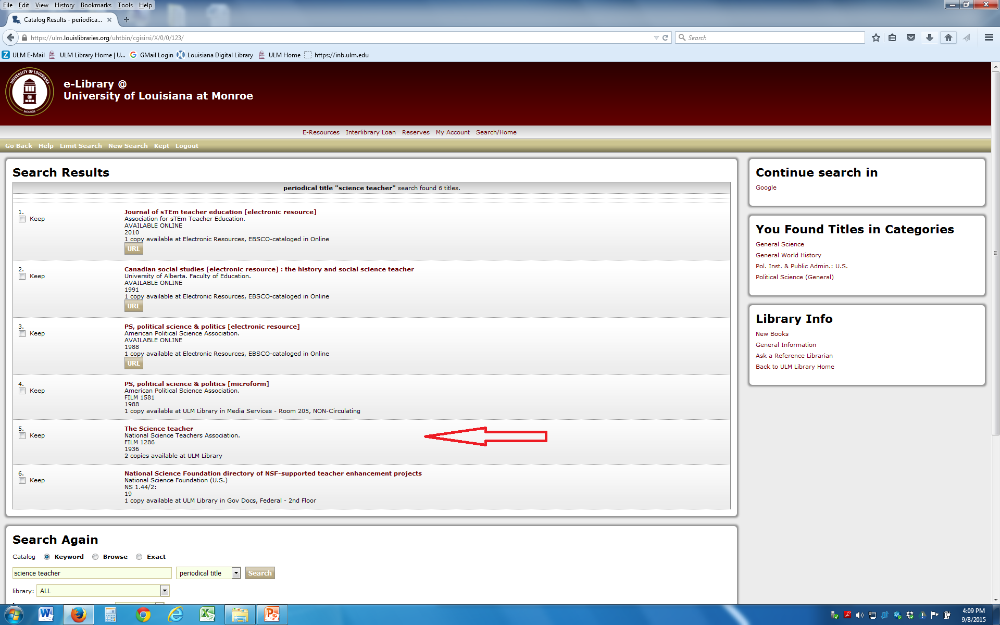 File Edit View History Bookmarks Tools Help
Catalog Results - periodica...
https://ulm.louislibraries.org/uhtbin/cgisirsi/X/0/0/123/
Search
ULM E-Mail ULM Library Home | U... GMail Login Louisiana Digital Library ULM Home https://inb.ulm.edu
UNIVERSITY OF LOUISIANA
MONROE
e-Library @
University of Louisiana at Monroe
E-Resources Interlibrary Loan Reserves My Account Search/Home
Go Back Help Limit Search New Search Kept Logout
Search Results
periodical title "science teacher" search found 6 titles.
1.
Keep
Journal of sTEm teacher education [electronic resource]
Association for sTEm Teacher Education.
AVAILABLE ONLINE
2010
1 copy available at Electronic Resources, EBSCO-cataloged in Online
URL
2.
Keep
Canadian social studies [electronic resource] : the history and social science teacher
University of Alberta. Faculty of Education.
AVAILABLE ONLINE
1991
1 copy available at Electronic Resources, EBSCO-cataloged in Online
URL
3.
Keep
PS, political science & politics [electronic resource]
American Political Science Association.
AVAILABLE ONLINE
1988
1 copy available at Electronic Resources, EBSCO-cataloged in Online
URL
4.
Keep
PS, political science & politics [microform]
American Political Science Association.
FILM 1581
1988
1 copy available at ULM Library in Media Services - Room 205, NON-Circulating
5.
Keep
The Science teacher
National Science Teachers Association.
FILM 1286
1936
2 copies available at ULM Library
6.
Keep
National Science Foundation directory of NSF-supported teacher enhancement projects
National Science Foundation (U.S.)
NS 1.44/2:
19
1 copy available at ULM Library in Gov Docs, Federal - 2nd Floor
Continue search in
Google
You Found Titles in Categories
General Science
General World History
Pol. Inst. & Public Admin.: U.S.
Political Science (General)
Library Info
New Books
General Information
Ask a Reference Librarian
Back to ULM Library Home
Search Again
Catalog Keyword Browse Exact
science teacher periodical title Search
library: ALL
4:09 PM
9/8/2015